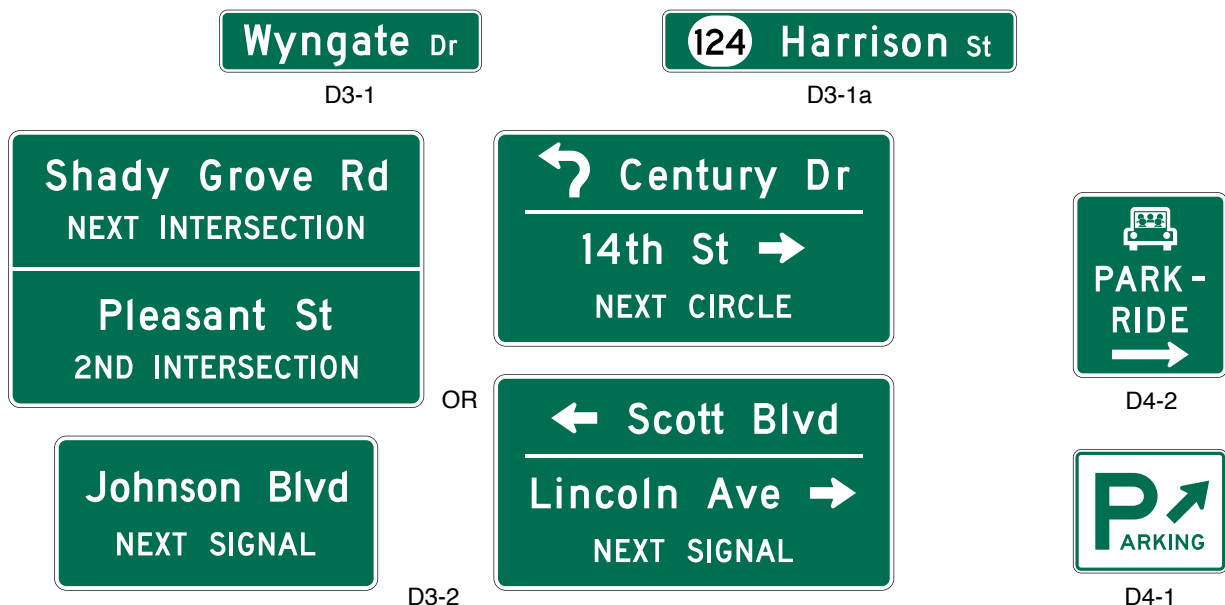 Wyngate Dr
D3-1
124 Harrison St
D3-1a
Shady Grove Rd
NEXT INTERSECTION
Pleasant St
2ND INTERSECTION
OR
Century Dr
14th St
NEXT CIRCLE
Johnson Blvd
NEXT SIGNAL
Scott Blvd
Lincoln Ave
NEXT SIGNAL
D3-2
PARK-
RIDE
D4-2
PARKING
D4-1